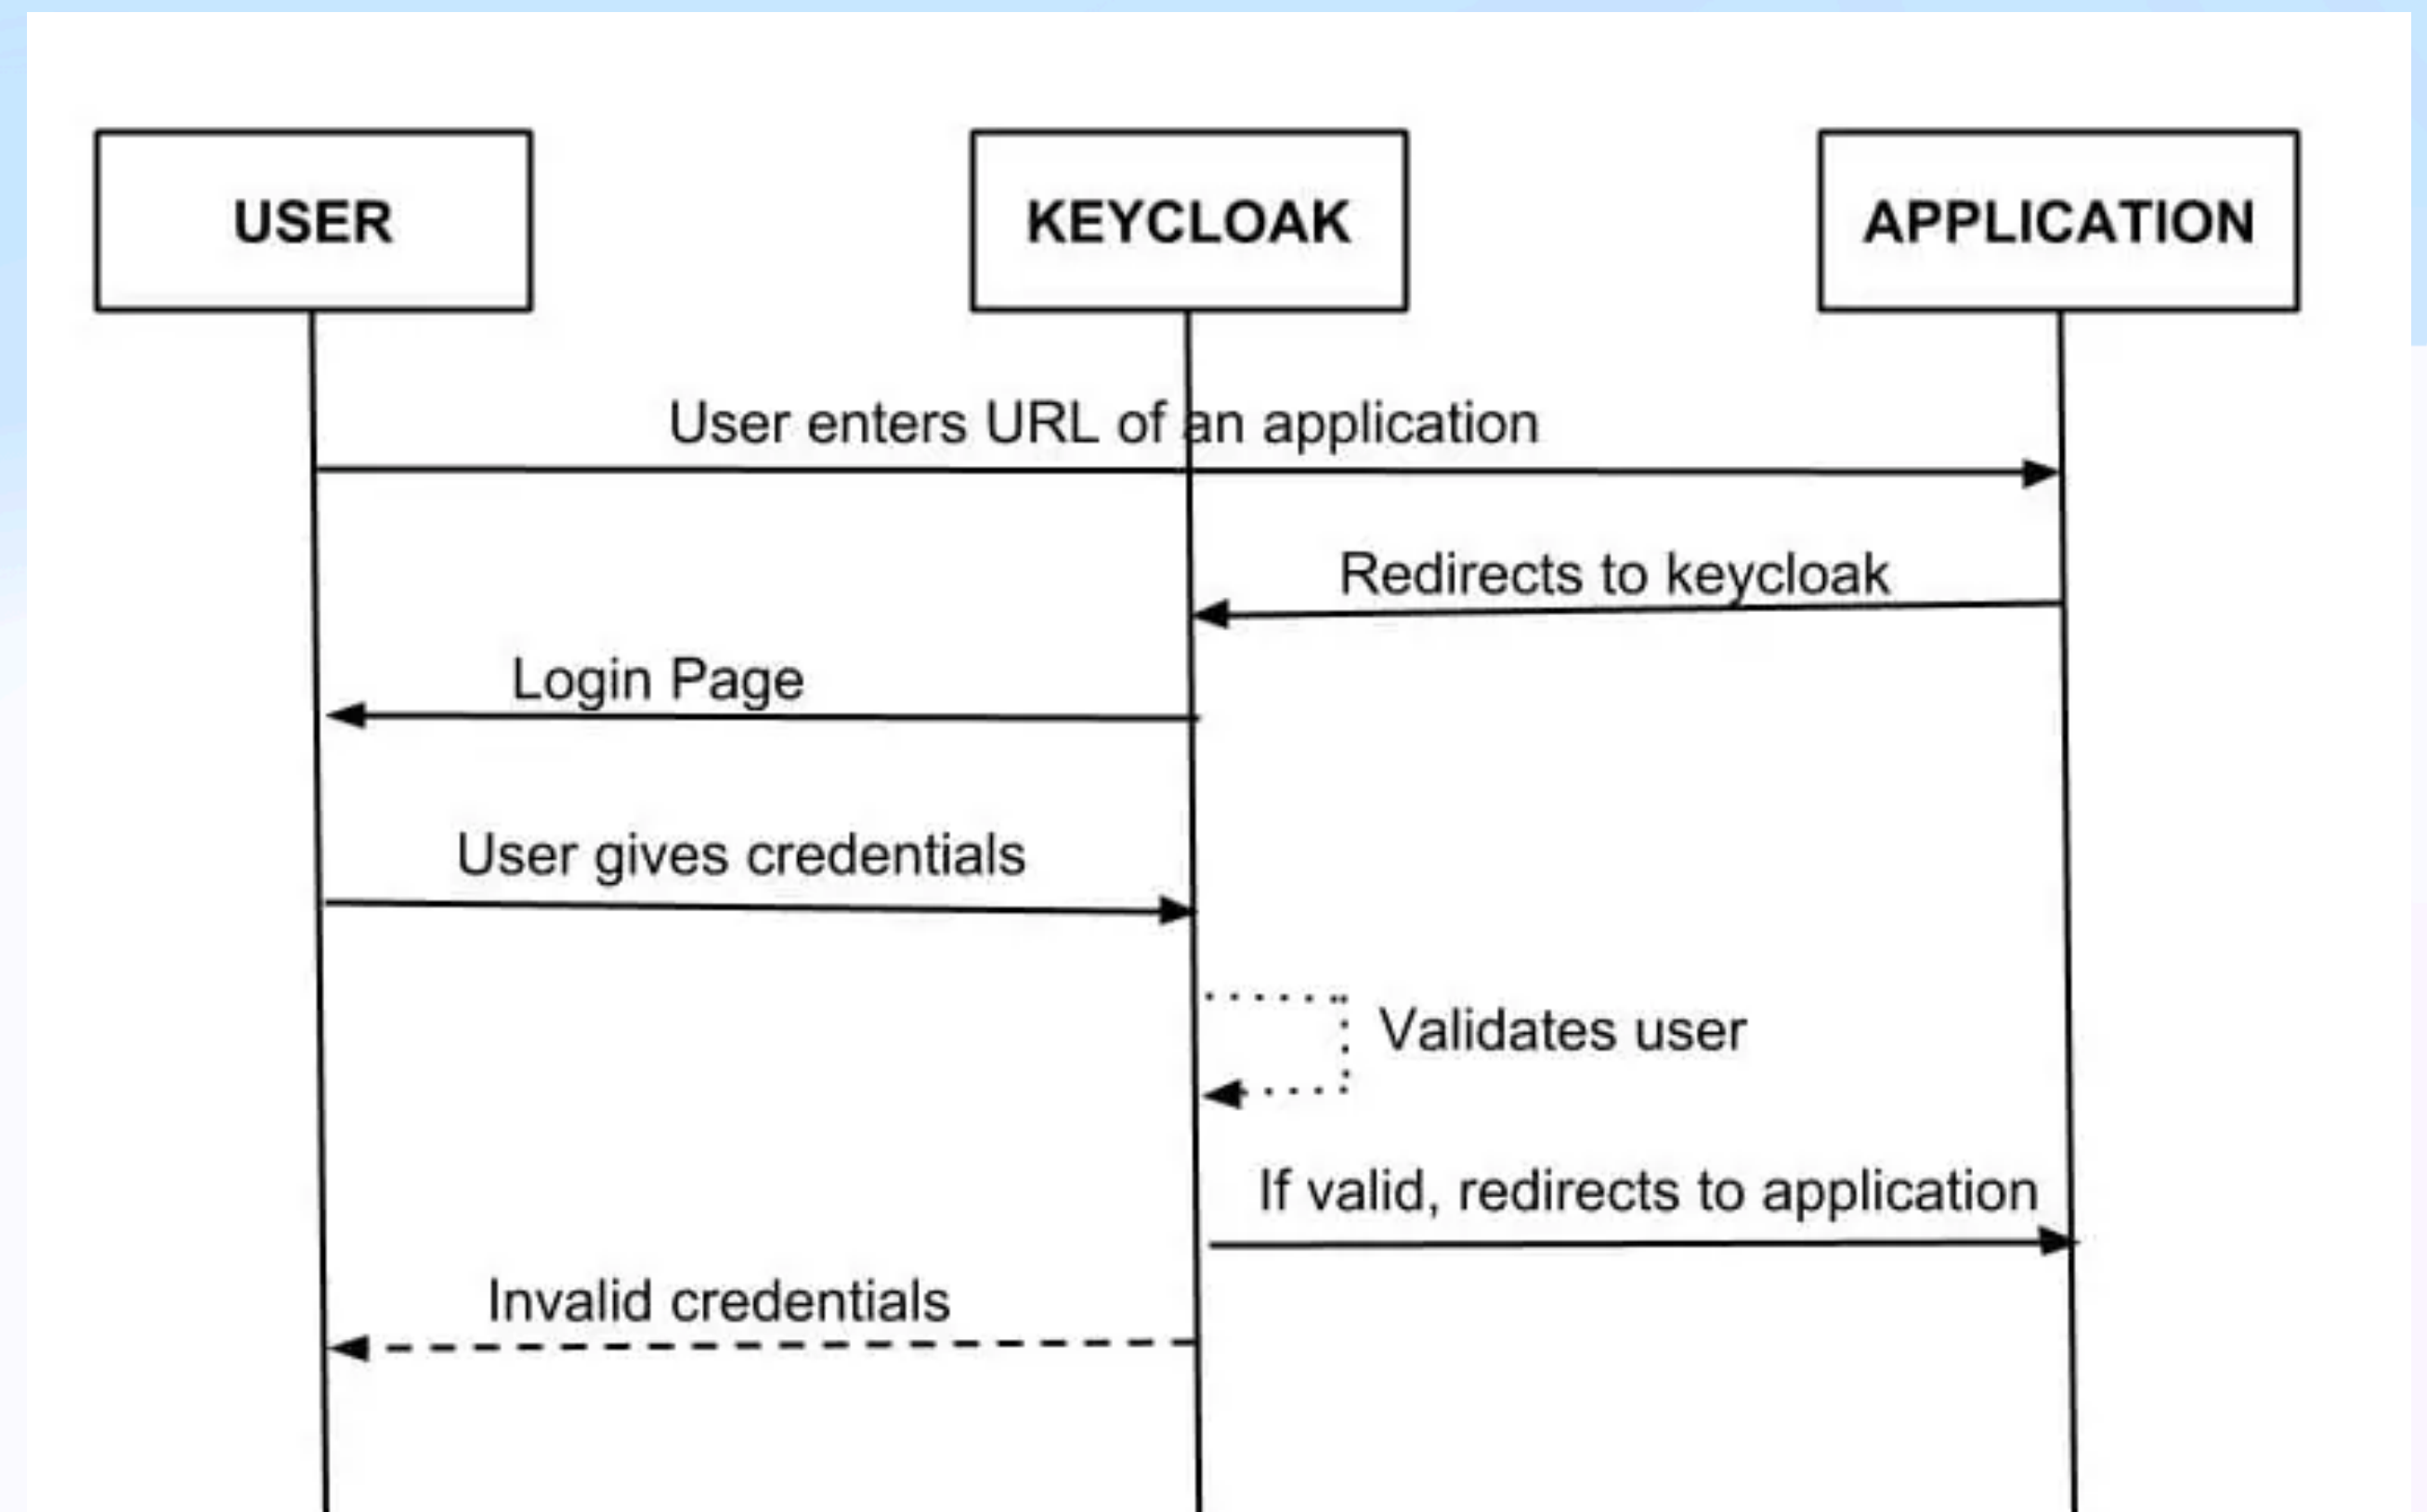 USER
KEYCLOAK
APPLICATION
User enters URL of an application
Redirects to keycloak
Login Page
User gives credentials
Validates user
If valid, redirects to application
Invalid credentials